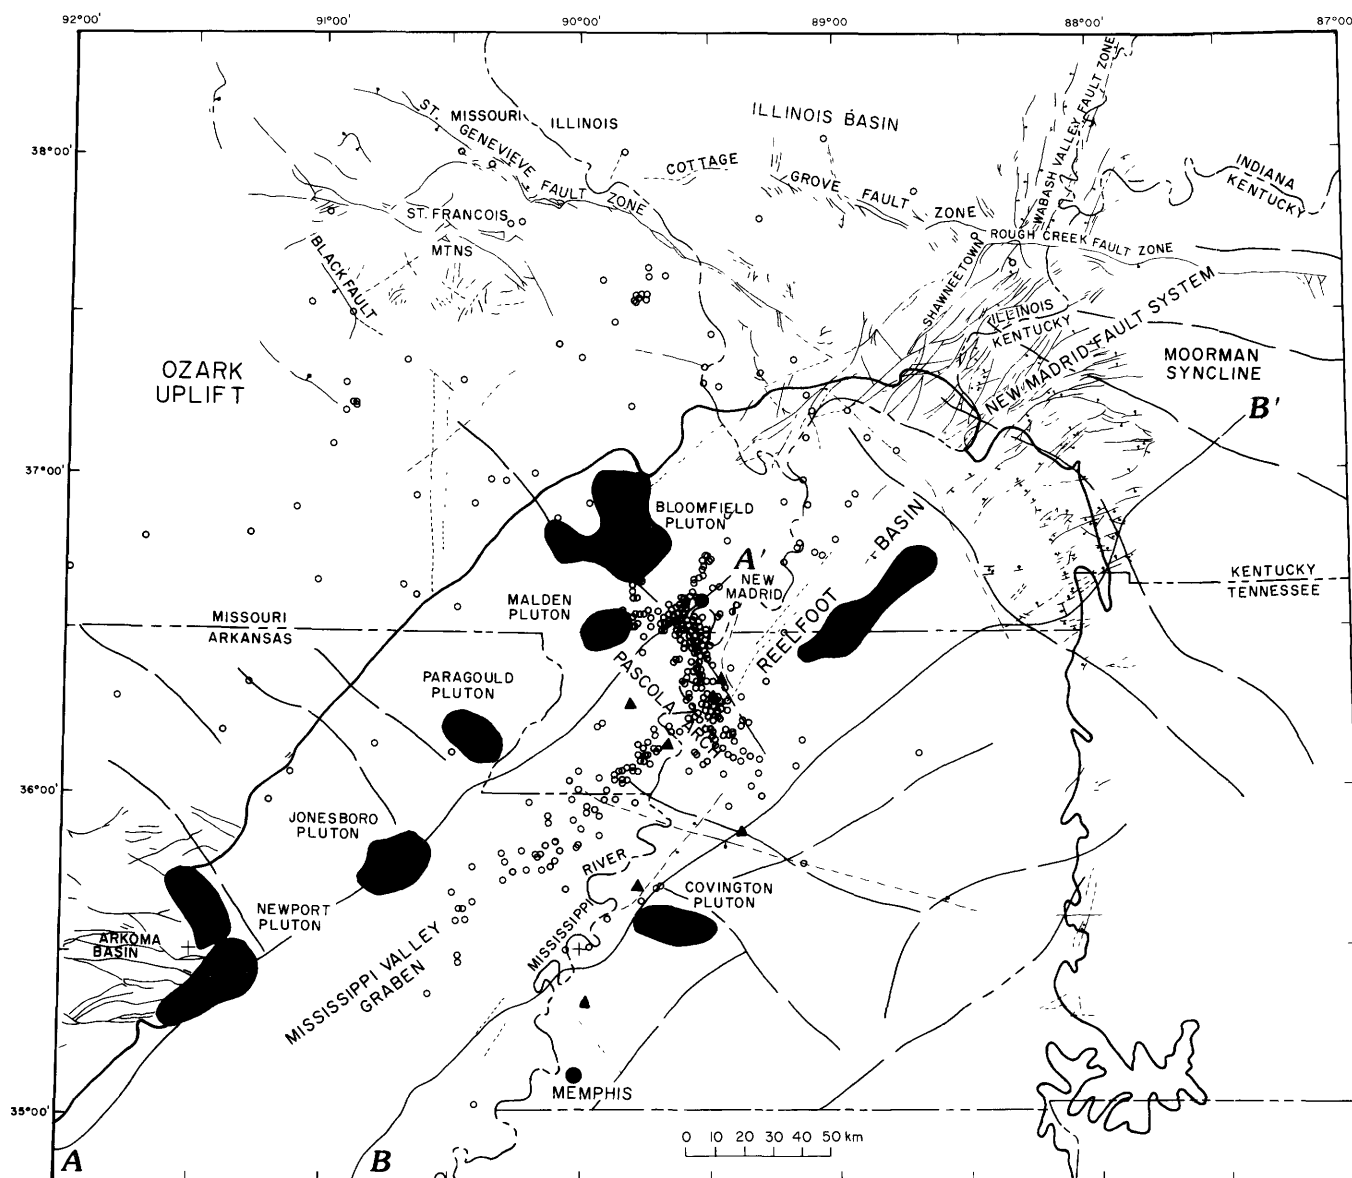 92°00'
91°00'
90°00'
89°00'
88°00'
87°00'
38°00'
37°00'
36°00'
35°00'
ST. GENEVIEVE FAULT ZONE
MISSOURI
ILLINOIS
ILLINOIS BASIN
COTTAGE GROVE FAULT ZONE
WABASH VALLEY FAULT ZONE
INDIANA
KENTUCKY
ST. FRANCOIS
MTNS
BLACK FAULT
ROUGH CREEK FAULT ZONE
SHAWNEETOWN
ILLINOIS
KENTUCKY
NEW MADRID FAULT SYSTEM
OZARK
UPLIFT
MOORMAN
SYNCLINE
B'
BLOOMFIELD
PLUTON
REELFOOT BASIN
A'
NEW
MADRID
KENTUCKY
TENNESSEE
MALDEN
PLUTON
MISSOURI
ARKANSAS
PASCOLA ARCH
PARAGOULD
PLUTON
JONESBORO
PLUTON
MISSISSIPPI RIVER
COVINGTON
PLUTON
NEWPORT
PLUTON
ARKOMA
BASIN
MISSISSIPPI VALLEY
GRABEN
MEMPHIS
0 10 20 30 40 50 km
A
B